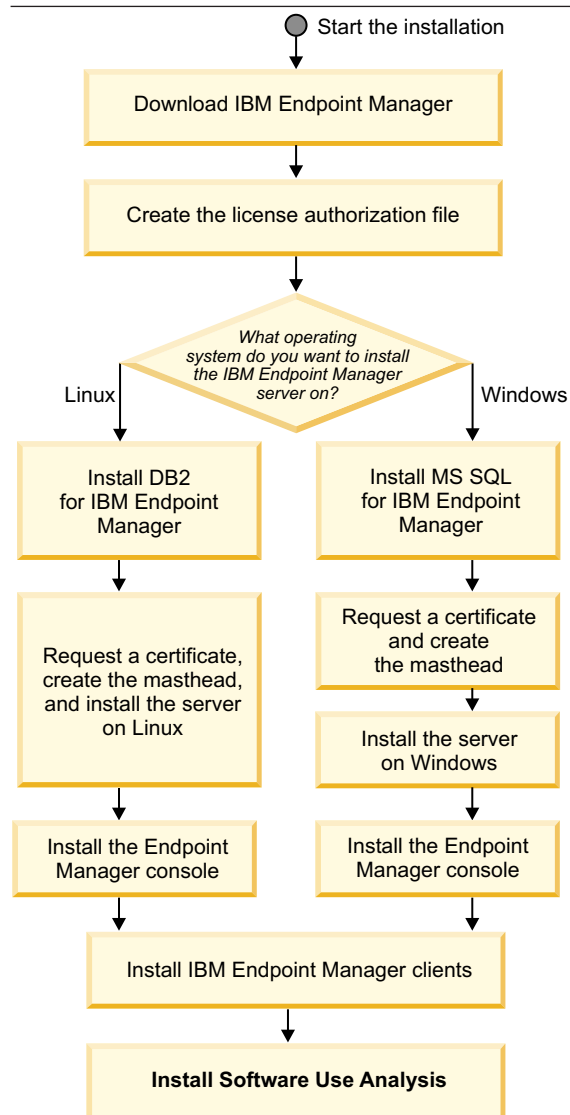 Start the installation
Download IBM Endpoint Manager
Create the license authorization file
What operating
system do you want to install
the IBM Endpoint Manager
server on?
Linux
Windows
Install DB2
for IBM Endpoint
Manager
Install MS SQL
for IBM Endpoint
Manager
Request a certificate,
create the masthead,
and install the server
on Linux
Request a certificate
and create
the masthead
Install the server
on Windows
Install the Endpoint
Manager console
Install the Endpoint
Manager console
Install IBM Endpoint Manager clients
Install Software Use Analysis